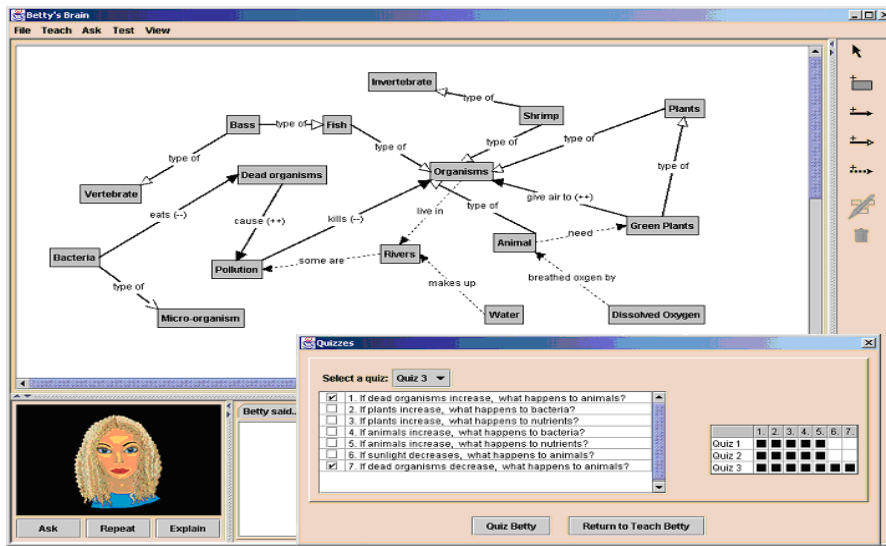 Betty's Brain
File Teach Ask Test View
Invertebrate
type of
Shrimp
Plants
Bass
type of
Fish
type of
type of
type of
type of
Dead organisms
Organisms
type of
Vertebrate
eats (--)
cause (++)
kills (--)
live in
type of
give air to (++)
Green Plants
Bacteria
Pollution
some are
Rivers
Animal
need
type of
makes up
breathed oxgen by
Micro-organism
Water
Dissolved Oxygen
Quizzes
Select a quiz: Quiz 3
1. If dead organisms increase, what happens to animals?
2. If plants increase, what happens to bacteria?
3. If plants increase, what happens to nutrients?
4. If animals increase, what happens to bacteria?
5. If animals increase, what happens to nutrients?
6. If sunlight decreases, what happens to animals?
7. If dead organisms decrease, what happens to animals?
1. 2. 3. 4. 5. 6. 7.
Quiz 1
Quiz 2
Quiz 3
Betty said..
Ask Repeat Explain
Quiz Betty Return to Teach Betty